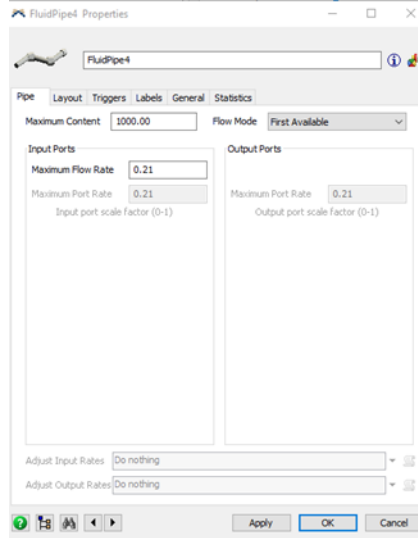 FluidPipe4 Properties
FluidPipe4
Pipe Layout Triggers Labels General Statistics
Maximum Content 1000.00 Flow Mode First Available
Input Ports
Maximum Flow Rate 0.21
Maximum Port Rate 0.21
Input port scale factor (0-1)
Output Ports
Maximum Port Rate 0.21
Output port scale factor (0-1)
Adjust Input Rates Do nothing
Adjust Output Rates Do nothing
Apply OK Cancel